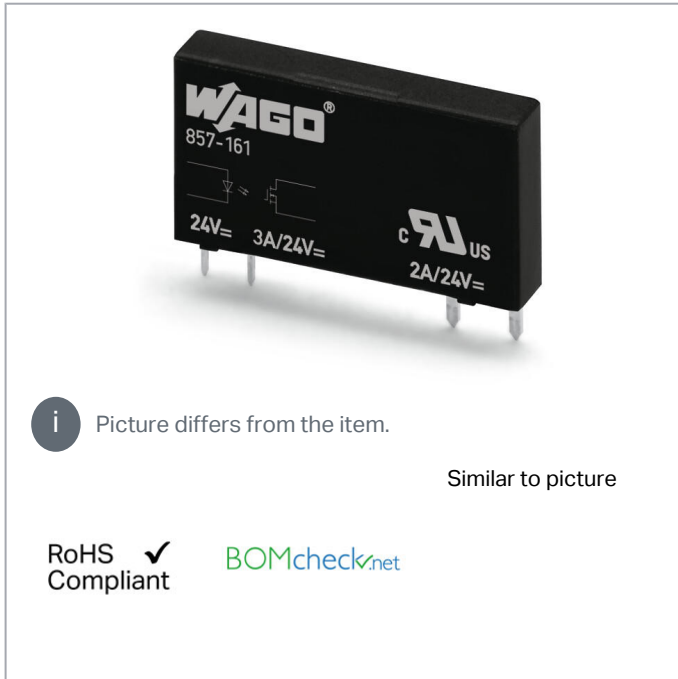 WAGO®
857-161
24V= 3A/24V=
C RU US
2A/24V=
i Picture differs from the item.
Similar to picture
RoHS ✓
Compliant
BOMcheck.net